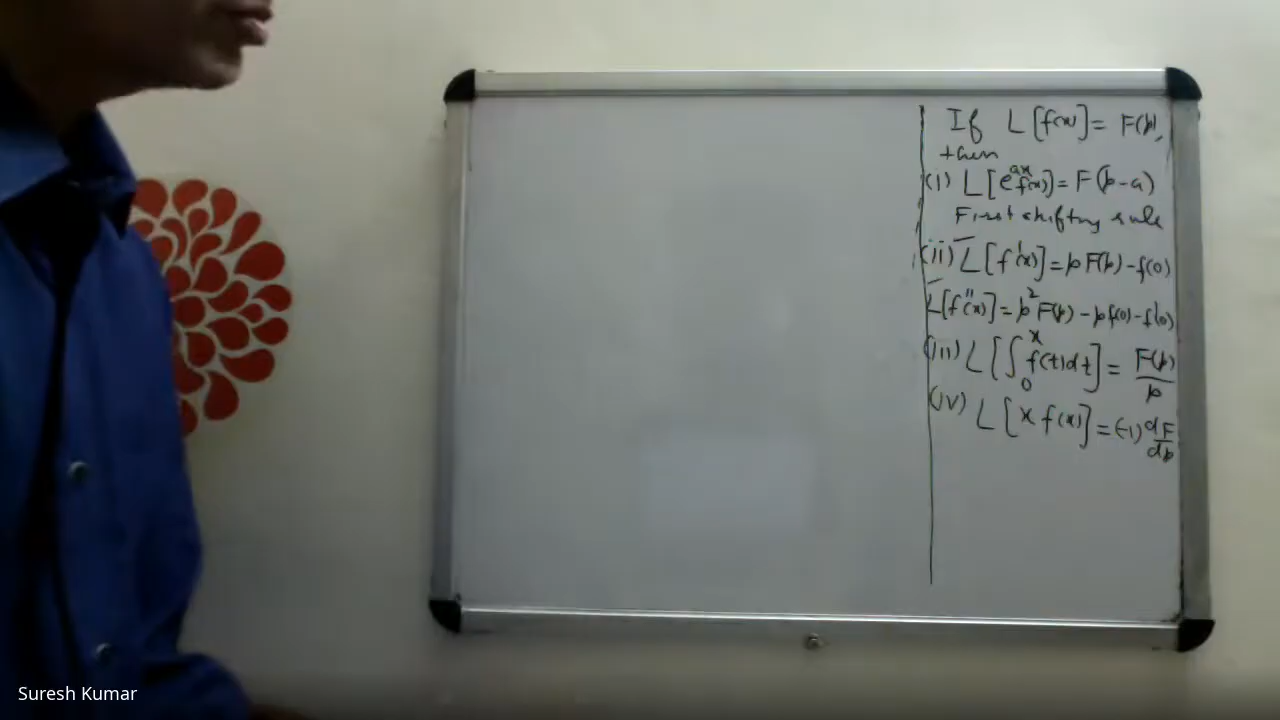 If L[f(x)] = F(p),
then
(i) L[e^{ax} f(x)] = F(p-a)
First shifting rule
(ii) L[f'(x)] = p F(p) - f(0)
L[f''(x)] = p² F(p) - p f(0) - f'(0)
(iii) L[∫₀ˣ f(t)dt] = F(p)/p
(iv) L[x f(x)] = (-1) dF/dp
Suresh Kumar